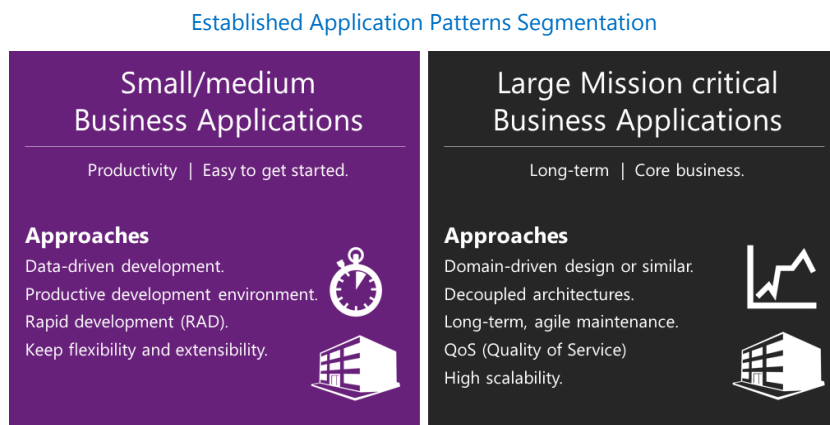 Established Application Patterns Segmentation
Small/medium
Business Applications
Productivity | Easy to get started.
Approaches
Data-driven development.
Productive development environment.
Rapid development (RAD).
Keep flexibility and extensibility.
Large Mission critical
Business Applications
Long-term | Core business.
Approaches
Domain-driven design or similar.
Decoupled architectures.
Long-term, agile maintenance.
QoS (Quality of Service)
High scalability.